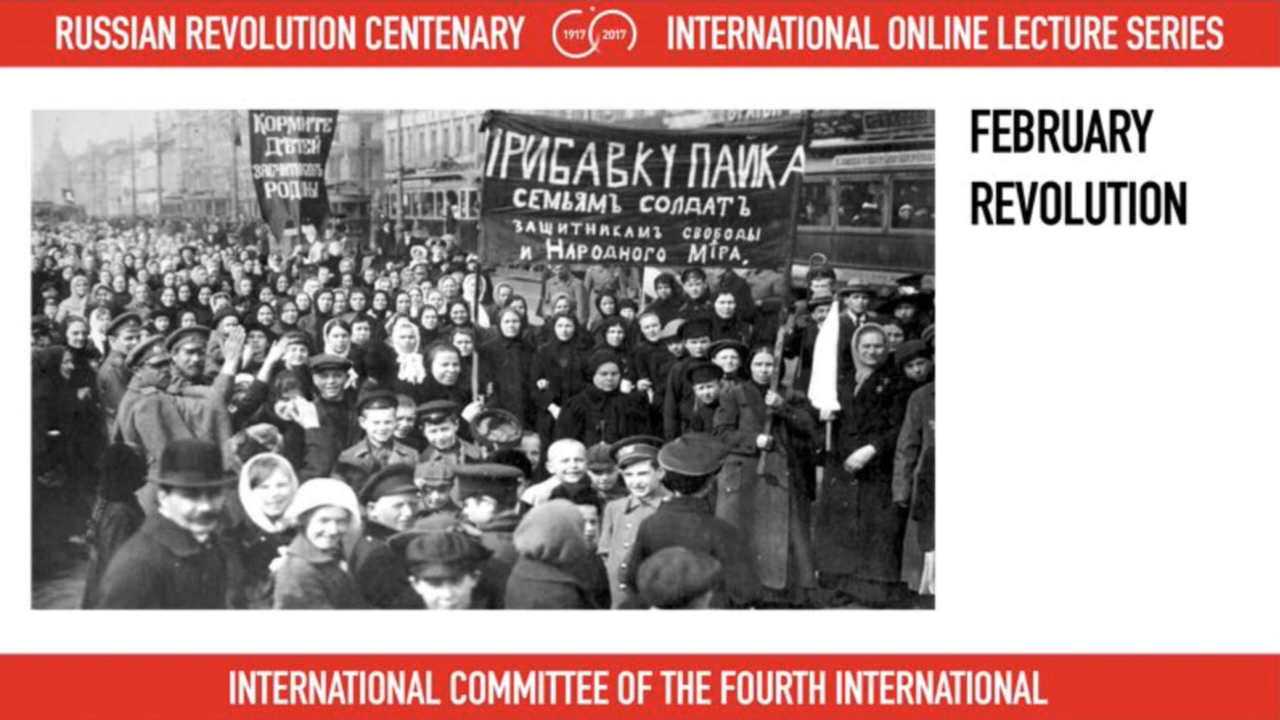 RUSSIAN REVOLUTION CENTENARY 1917 2017 INTERNATIONAL ONLINE LECTURE SERIES
FEBRUARY
REVOLUTION
КОРМИТЕ
ДѢТЕЙ
ЗАЩИТНИКОВЪ
РОДИНЫ
ПРИБАВКУ ПАЙКА
СЕМЬЯМЪ СОЛДАТЪ
ЗАЩИТНИКАМЪ СВОБОДЫ
И НАРОДНОГО МІРА.
INTERNATIONAL COMMITTEE OF THE FOURTH INTERNATIONAL